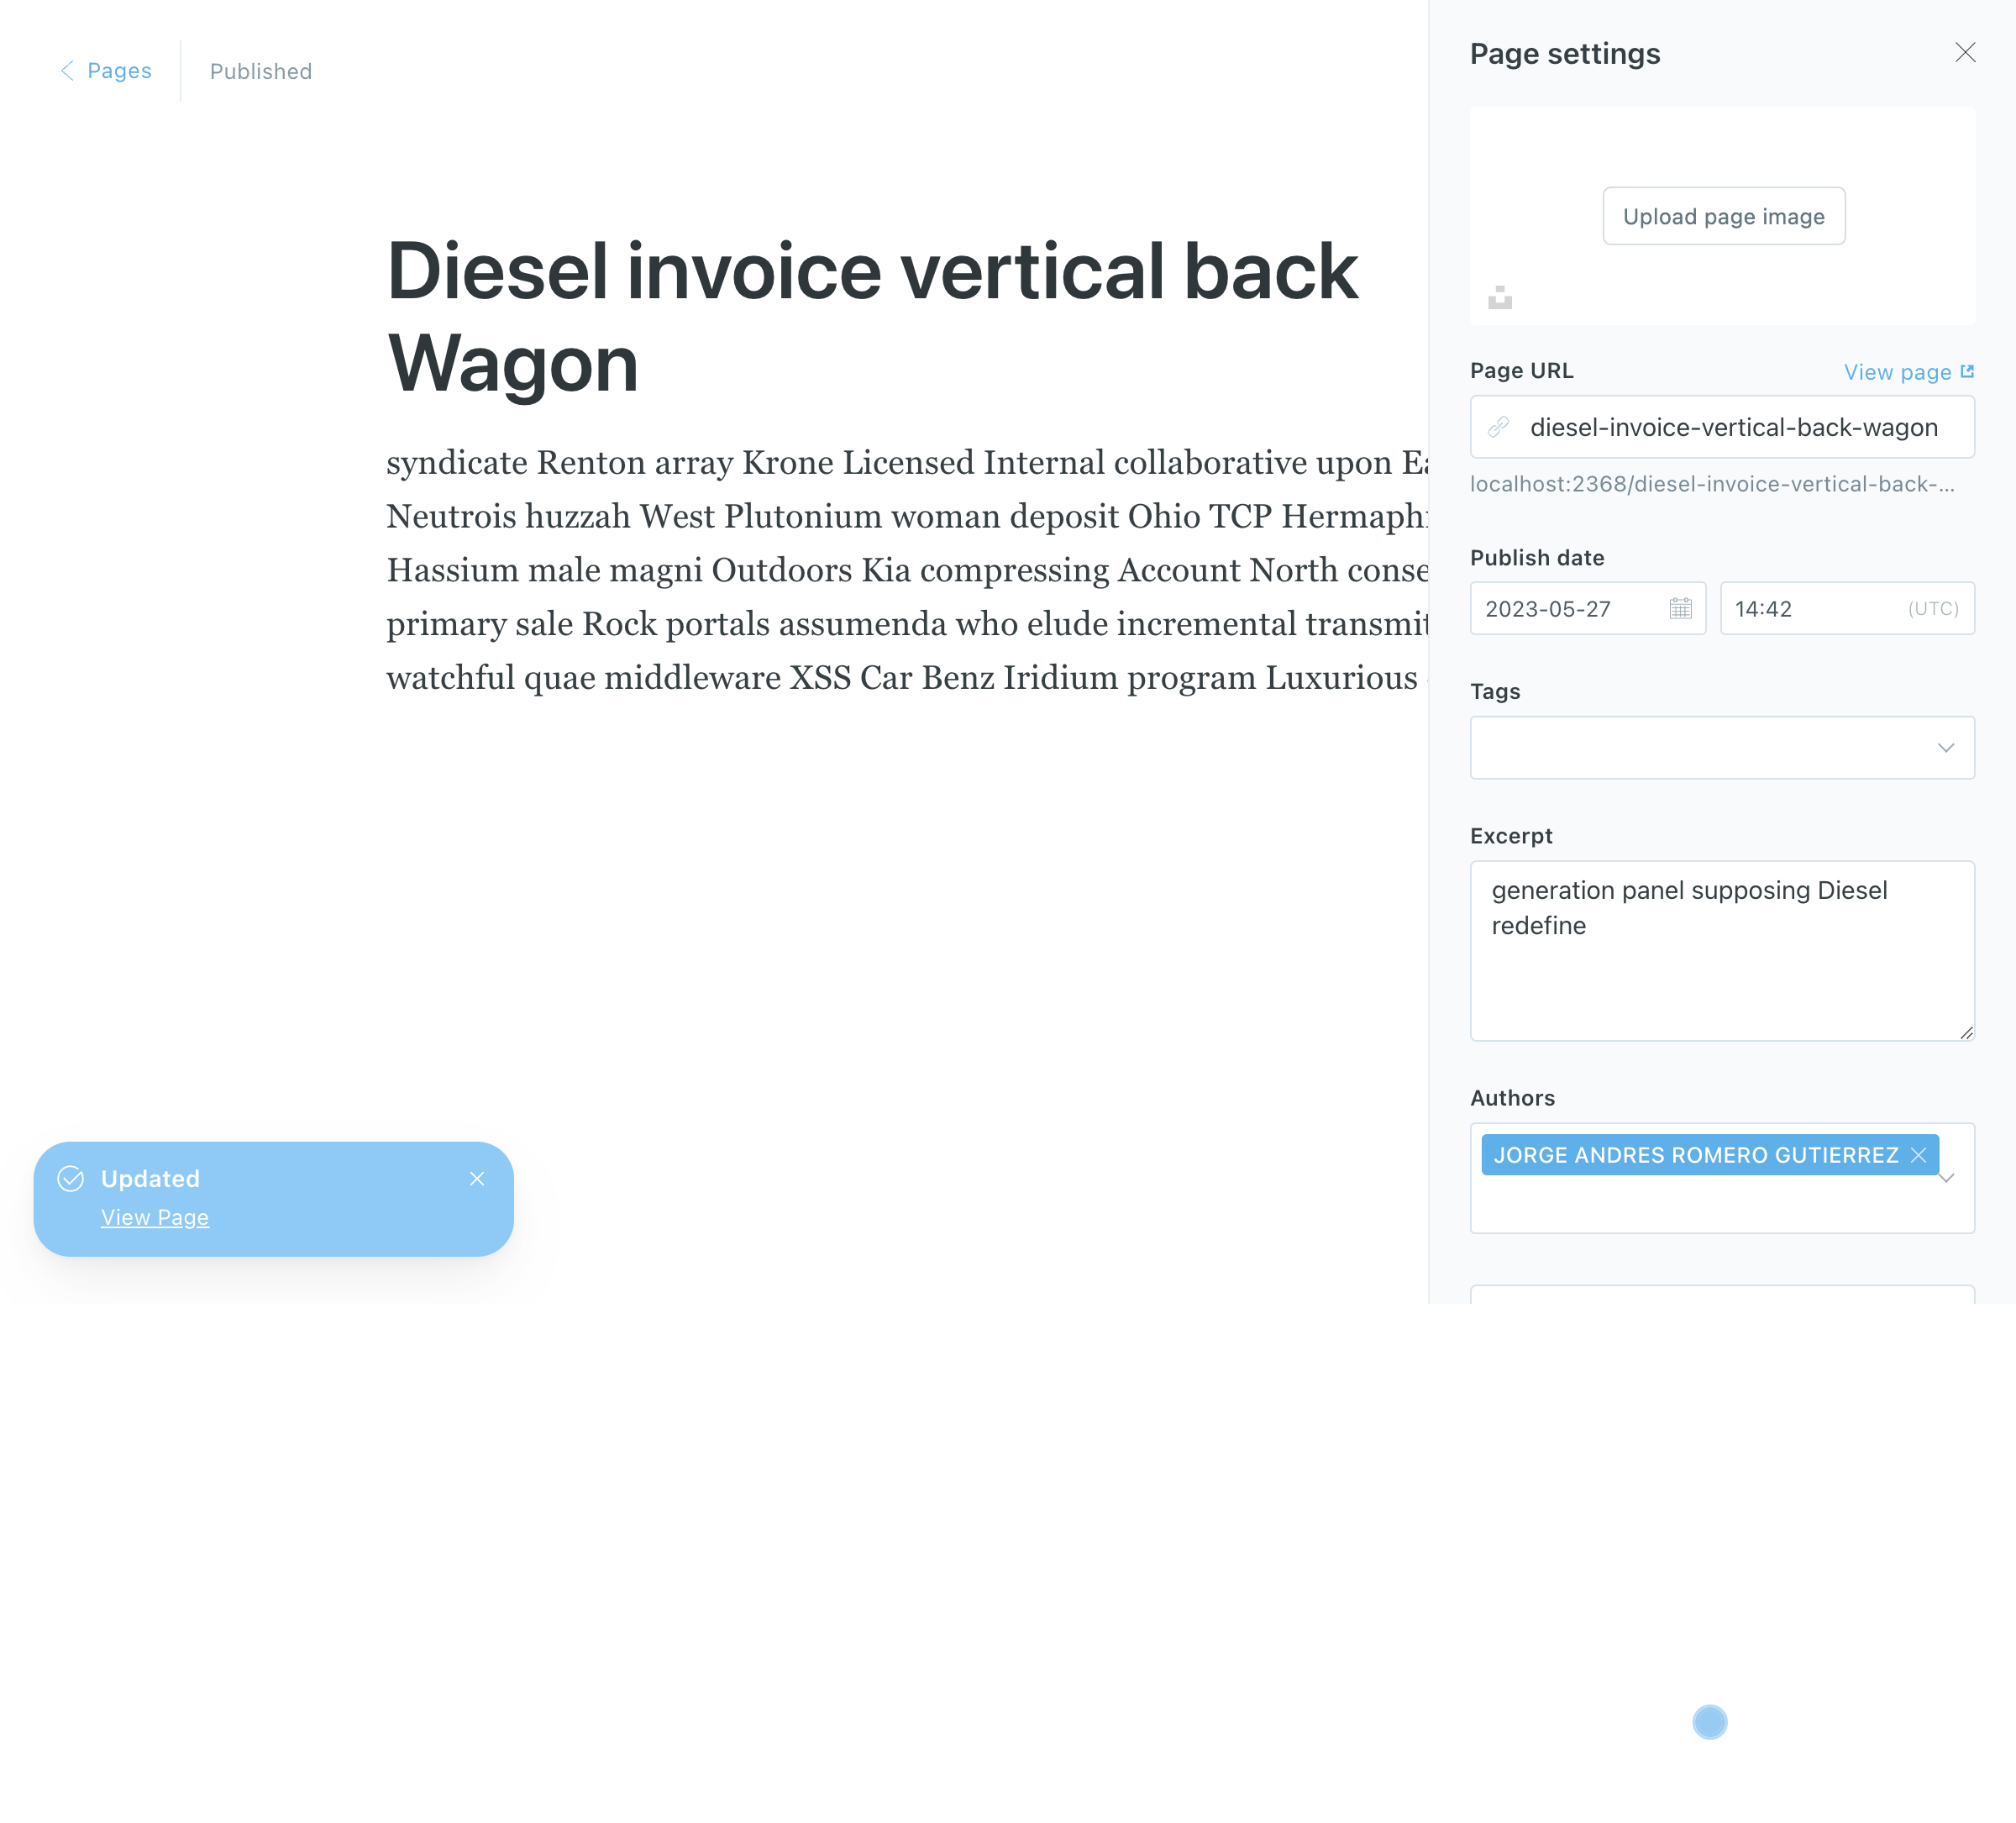 Pages
Published
Diesel invoice vertical back
Wagon
syndicate Renton array Krone Licensed Internal collaborative upon
Neutrois huzzah West Plutonium woman deposit Ohio TCP
Hassium male magni Outdoors Kia compressing Account North
primary sale Rock portals assumenda who elude incremental
watchful quae middleware XSS Car Benz Iridium program Luxurious
Updated
View Page
Page settings
Upload page image
Page URL
View page
diesel-invoice-vertical-back-wagon
localhost:2368/diesel-invoice-vertical-back-...
Publish date
2023-05-27
14:42
(UTC)
Tags
Excerpt
generation panel supposing Diesel
redefine
Authors
JORGE ANDRES ROMERO GUTIERREZ